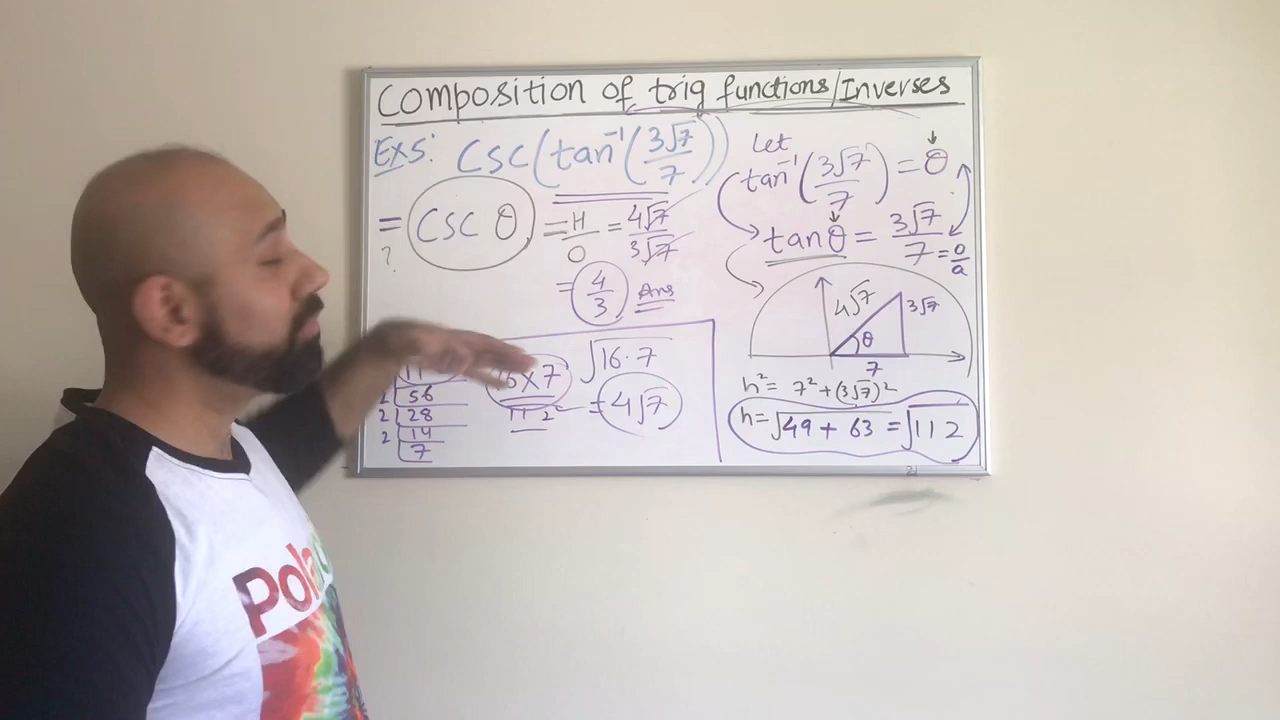 Composition of trig functions/Inverses
Ex5: csc(tan⁻¹(3√7/7))
= csc θ = H/O = 4√7/3√7
?
= 4/3 Ans
Let
tan⁻¹(3√7/7) = θ
tan θ = 3√7/7 = o/a
4√7
3√7
θ
7
h² = 7² + (3√7)²
h = √49 + 63 = √112
2 56
2 28
2 14
7
16×7
112
√16·7
= 4√7